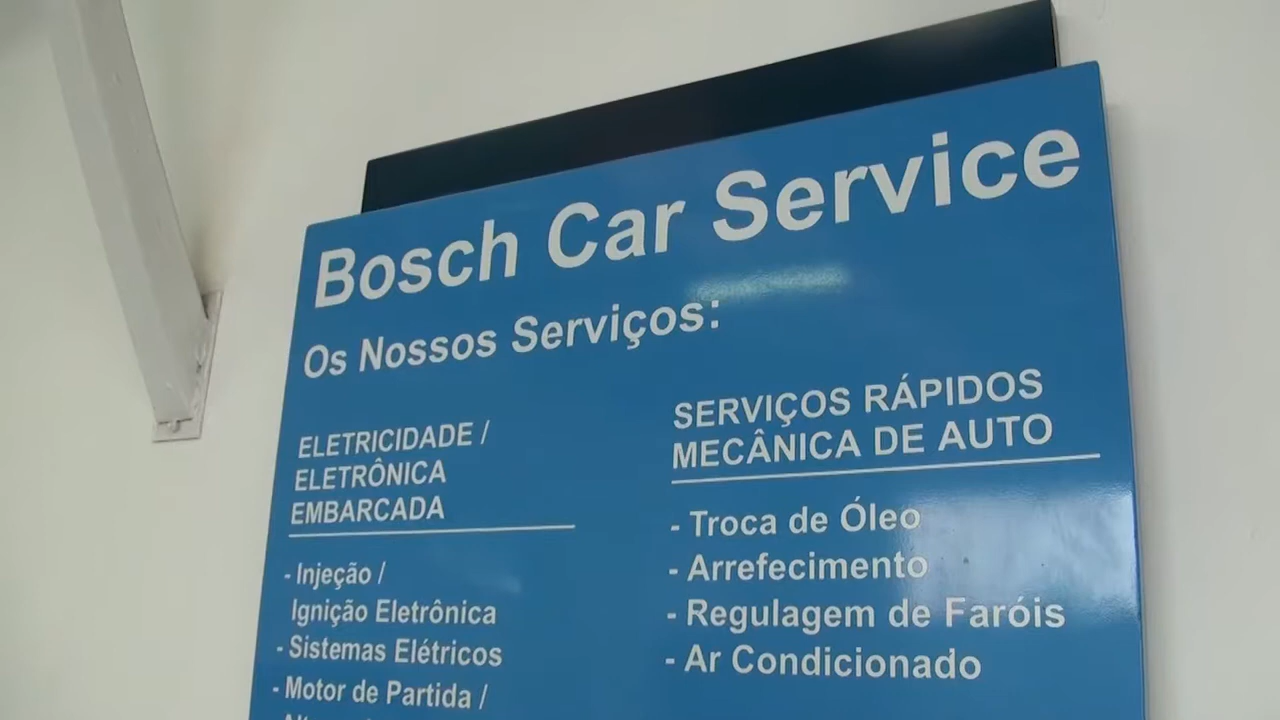 Bosch Car Service
Os Nossos Serviços:
ELETRICIDADE /
ELETRÔNICA
EMBARCADA
- Injeção /
Ignição Eletrônica
- Sistemas Elétricos
- Motor de Partida /
SERVIÇOS RÁPIDOS
MECÂNICA DE AUTO
- Troca de Óleo
- Arrefecimento
- Regulagem de Faróis
- Ar Condicionado